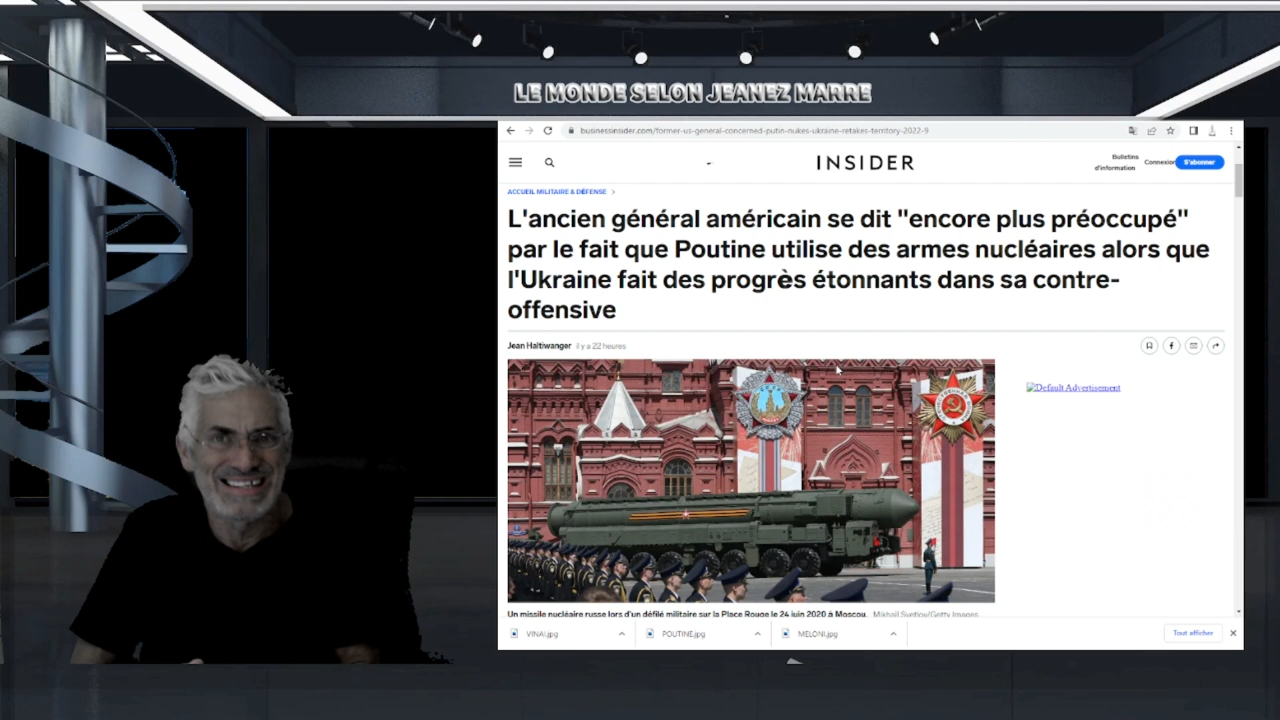 LE MONDE SELON JEANEZ MARRE
businessinsider.com/former-us-general-concerned-putin-nukes-ukraine-retakes-territory-2022-9
INSIDER
Bulletins
d'information
Connexion
S'abonner
ACCUEIL MILITAIRE & DÉFENSE >
L'ancien général américain se dit "encore plus préoccupé"
par le fait que Poutine utilise des armes nucléaires alors que
l'Ukraine fait des progrès étonnants dans sa contre-
offensive
Jean Haltiwanger il y a 22 heures
Default Advertisement
Un missile nucléaire russe lors d'un défilé militaire sur la Place Rouge le 24 juin 2020 à Moscou. Mikhail Svetlov/Getty Images
VINAI.jpg
POUTINE.jpg
MELONI.jpg
Tout afficher